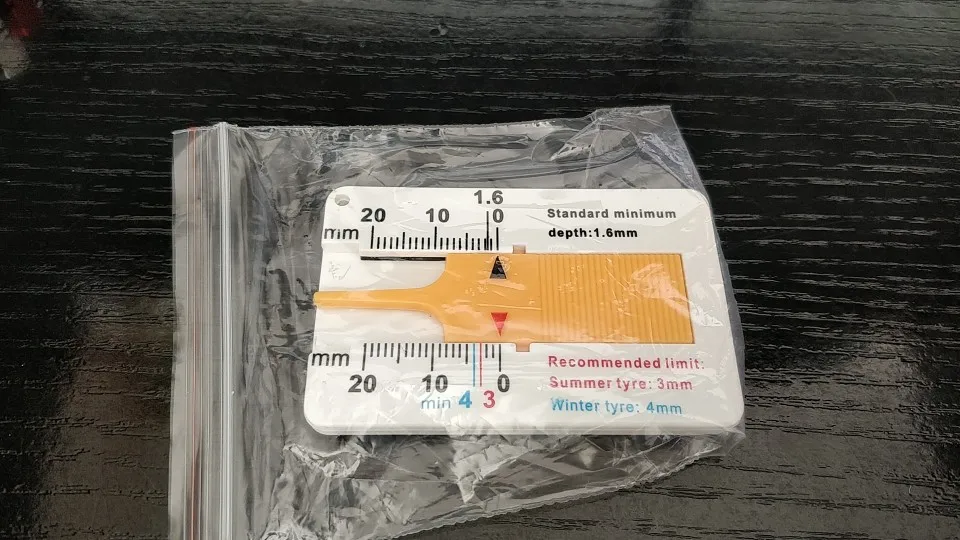 1.6
20 10 0
mm
Standard minimum
depth:1.6mm
mm
20 10 0
min 4 3
Recommended limit:
Summer tyre: 3mm
Winter tyre: 4mm